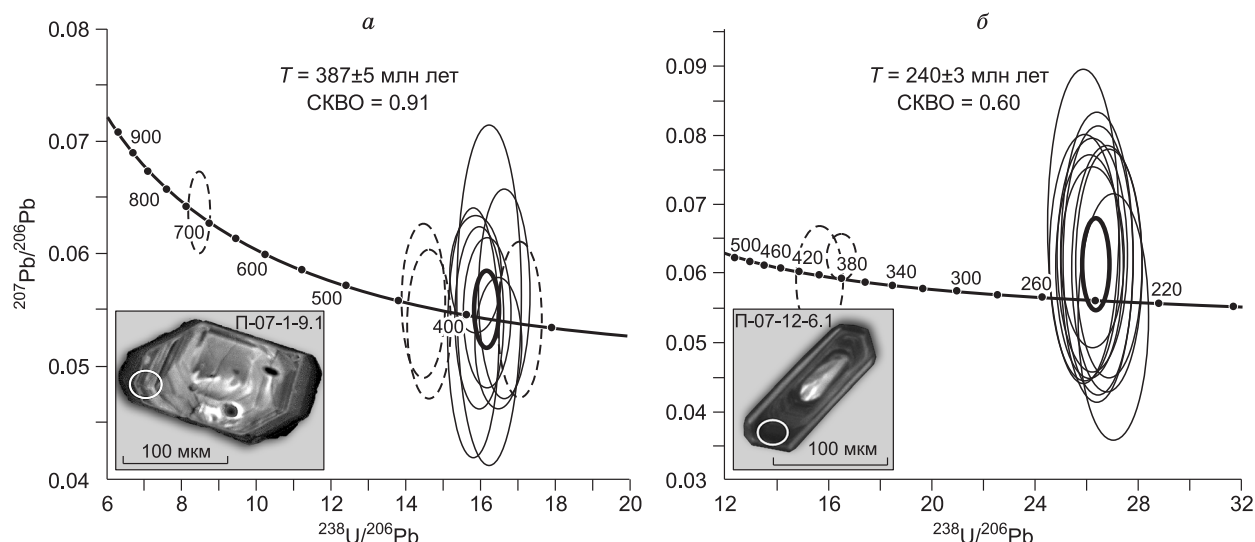 а
0.08
0.07
0.06
0.05
0.04
²⁰⁷Pb/²⁰⁶Pb
T = 387±5 млн лет
СКВО = 0.91
900
800
700
600
500
400
П-07-1-9.1
100 мкм
6 8 10 12 14 16 18 20
²³⁸U/²⁰⁶Pb
б
0.09
0.08
0.07
0.06
0.05
0.04
0.03
T = 240±3 млн лет
СКВО = 0.60
500 460 420 380 340 300 260 220
П-07-12-6.1
100 мкм
12 16 20 24 28 32
²³⁸U/²⁰⁶Pb